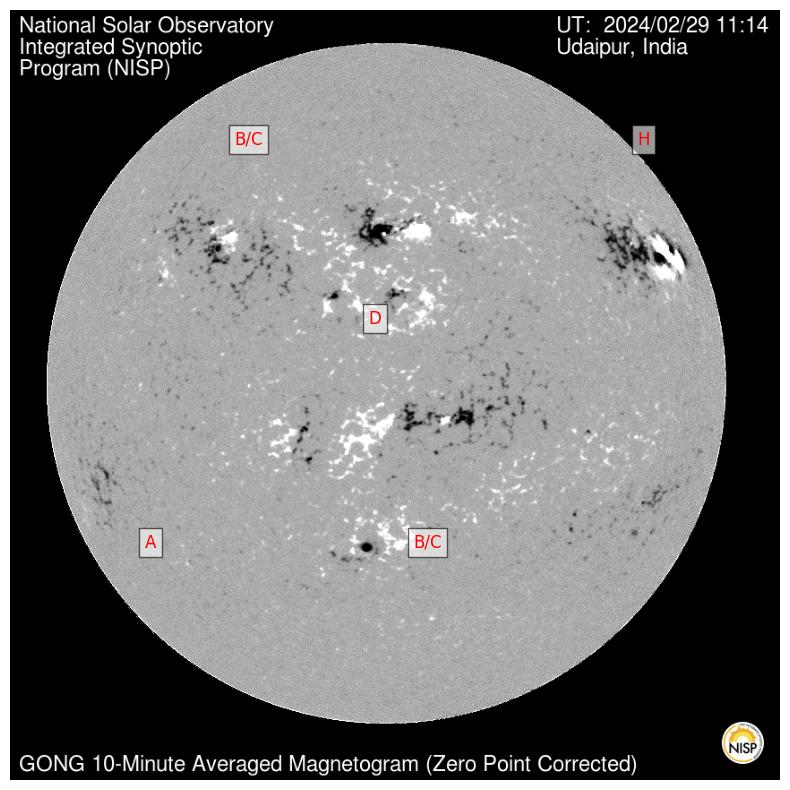 National Solar Observatory
Integrated Synoptic
Program (NISP)
UT: 2024/02/29 11:14
Udaipur, India
B/C
H
D
A
B/C
NISP
GONG 10-Minute Averaged Magnetogram (Zero Point Corrected)